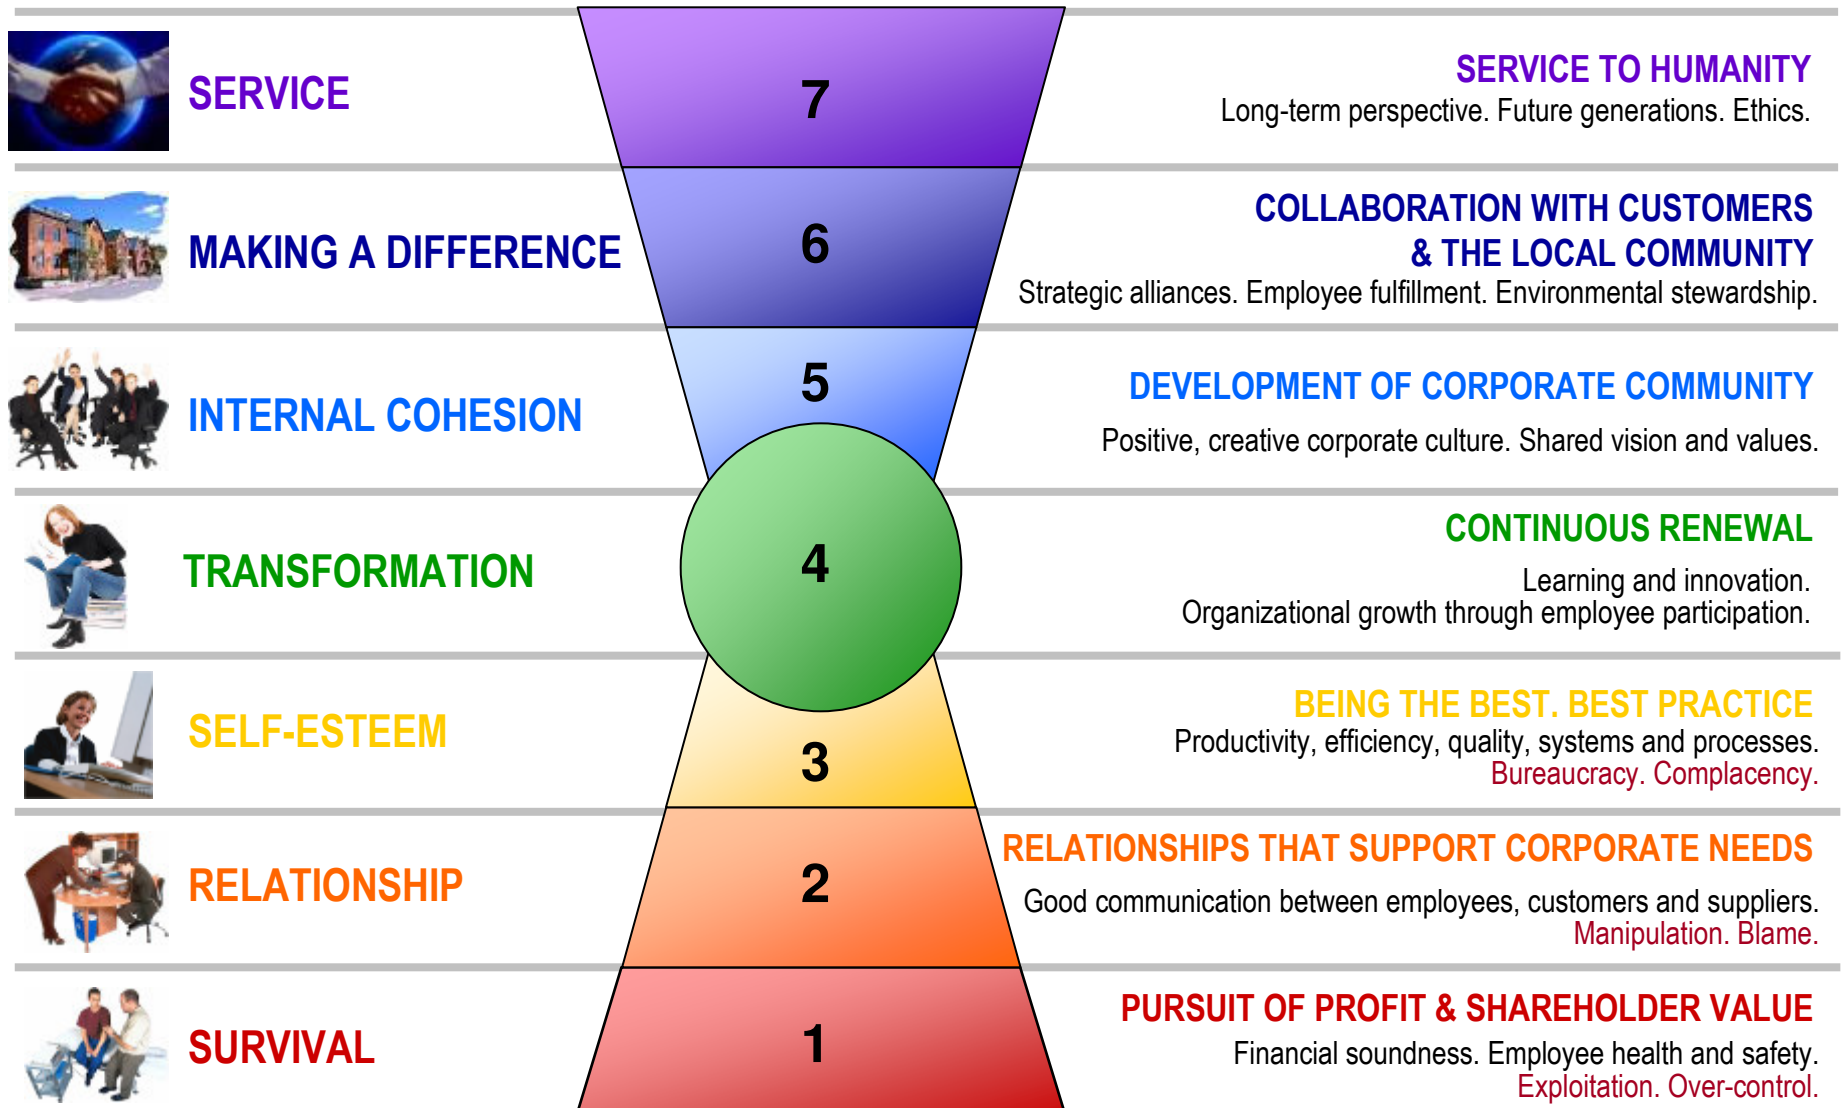 SERVICE
7
SERVICE TO HUMANITY
Long-term perspective. Future generations. Ethics.
MAKING A DIFFERENCE
6
COLLABORATION WITH CUSTOMERS
& THE LOCAL COMMUNITY
Strategic alliances. Employee fulfillment. Environmental stewardship.
INTERNAL COHESION
5
DEVELOPMENT OF CORPORATE COMMUNITY
Positive, creative corporate culture. Shared vision and values.
TRANSFORMATION
4
CONTINUOUS RENEWAL
Learning and innovation.
Organizational growth through employee participation.
SELF-ESTEEM
3
BEING THE BEST. BEST PRACTICE
Productivity, efficiency, quality, systems and processes.
Bureaucracy. Complacency.
RELATIONSHIP
2
RELATIONSHIPS THAT SUPPORT CORPORATE NEEDS
Good communication between employees, customers and suppliers.
Manipulation. Blame.
SURVIVAL
1
PURSUIT OF PROFIT & SHAREHOLDER VALUE
Financial soundness. Employee health and safety.
Exploitation. Over-control.